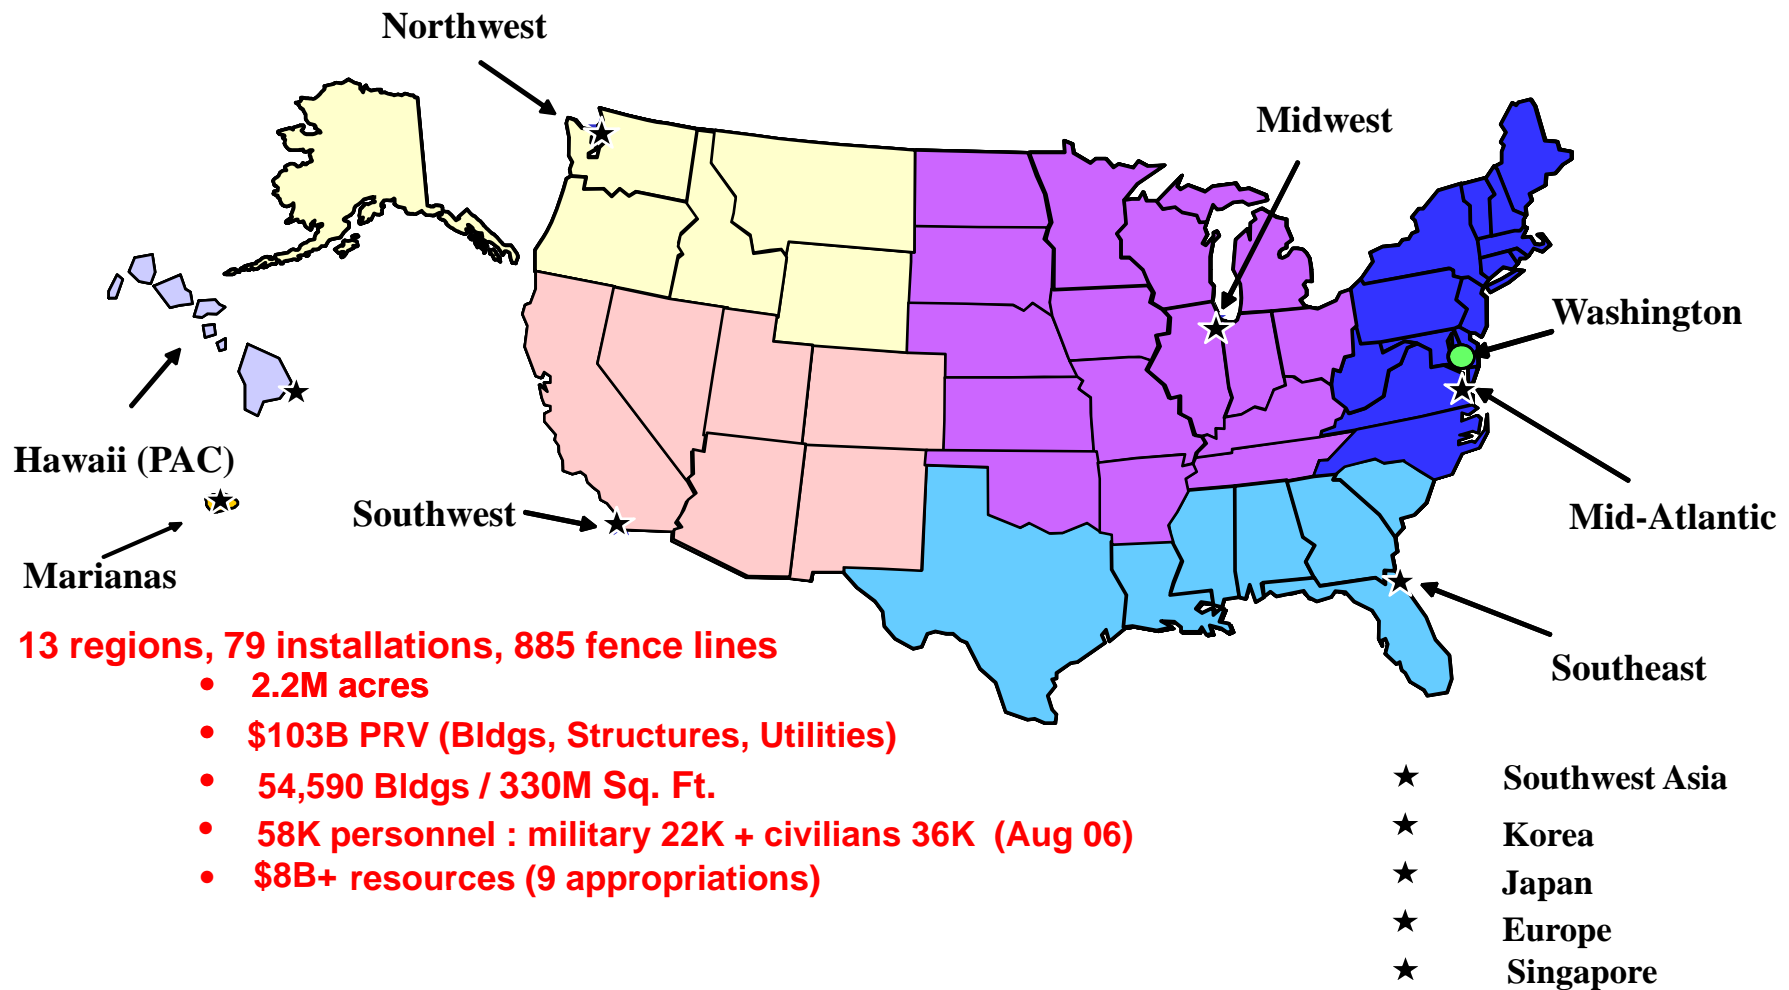 Northwest
Midwest
Washington
Hawaii (PAC)
Southwest
Mid-Atlantic
Marianas
Southeast
13 regions, 79 installations, 885 fence lines
• 2.2M acres
• $103B PRV (Bldgs, Structures, Utilities)
• 54,590 Bldgs / 330M Sq. Ft.
• 58K personnel : military 22K + civilians 36K (Aug 06)
• $8B+ resources (9 appropriations)
★ Southwest Asia
★ Korea
★ Japan
★ Europe
★ Singapore